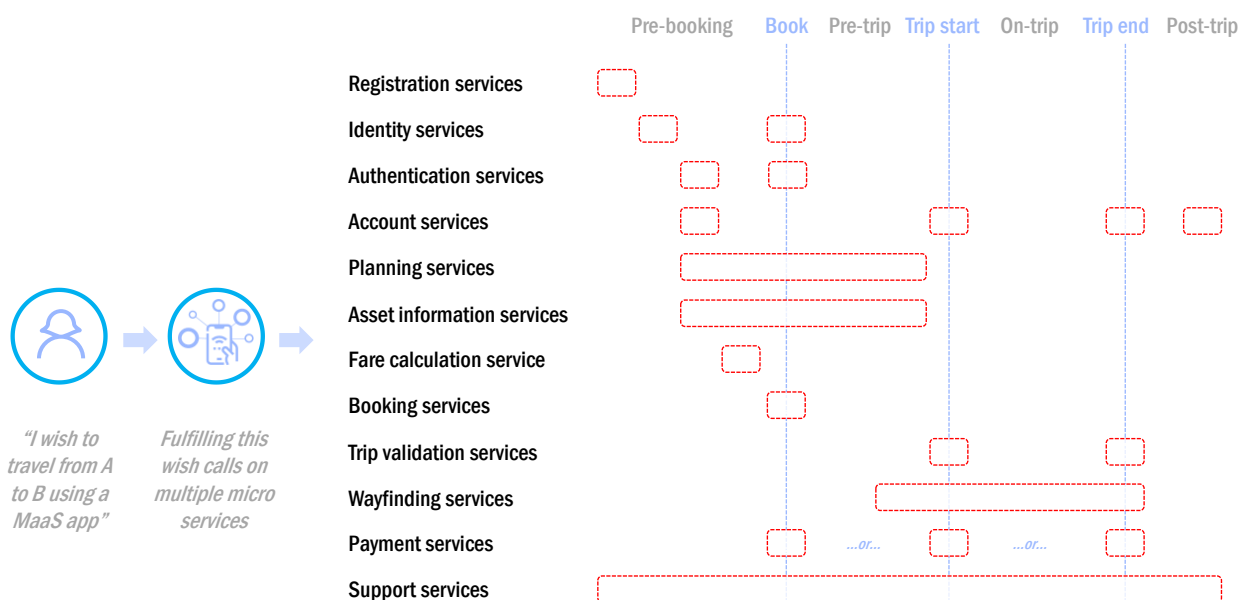 Pre-booking Book Pre-trip Trip start On-trip Trip end Post-trip
Registration services
Identity services
Authentication services
Account services
Planning services
Asset information services
Fare calculation service
Booking services
Trip validation services
Wayfinding services
Payment services ...or... ...or...
Support services
“I wish to
travel from A
to B using a
MaaS app”
Fulfilling this
wish calls on
multiple micro
services